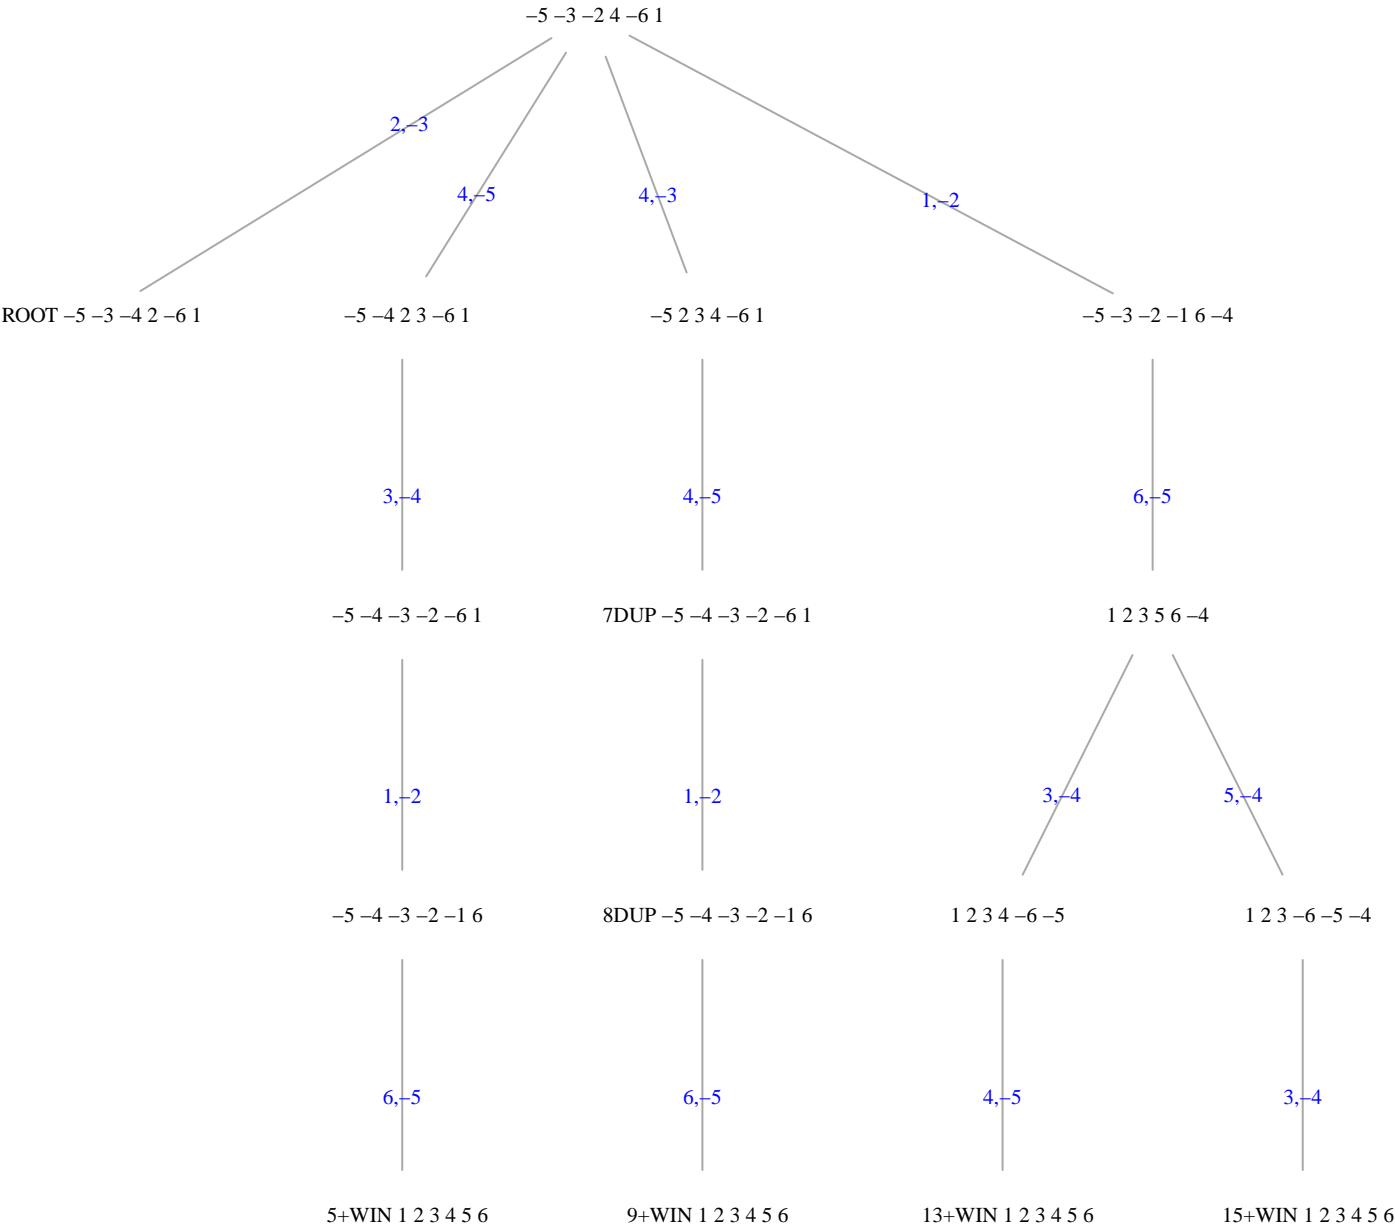 –5 –3 –2 4 –6 1
2,–3
4,–5
4,–3
1,–2
ROOT –5 –3 –4 2 –6 1
–5 –4 2 3 –6 1
–5 2 3 4 –6 1
–5 –3 –2 –1 6 –4
3,–4
4,–5
6,–5
–5 –4 –3 –2 –6 1
7DUP –5 –4 –3 –2 –6 1
1 2 3 5 6 –4
1,–2
1,–2
3,–4
5,–4
–5 –4 –3 –2 –1 6
8DUP –5 –4 –3 –2 –1 6
1 2 3 4 –6 –5
1 2 3 –6 –5 –4
6,–5
6,–5
4,–5
3,–4
5+WIN 1 2 3 4 5 6
9+WIN 1 2 3 4 5 6
13+WIN 1 2 3 4 5 6
15+WIN 1 2 3 4 5 6